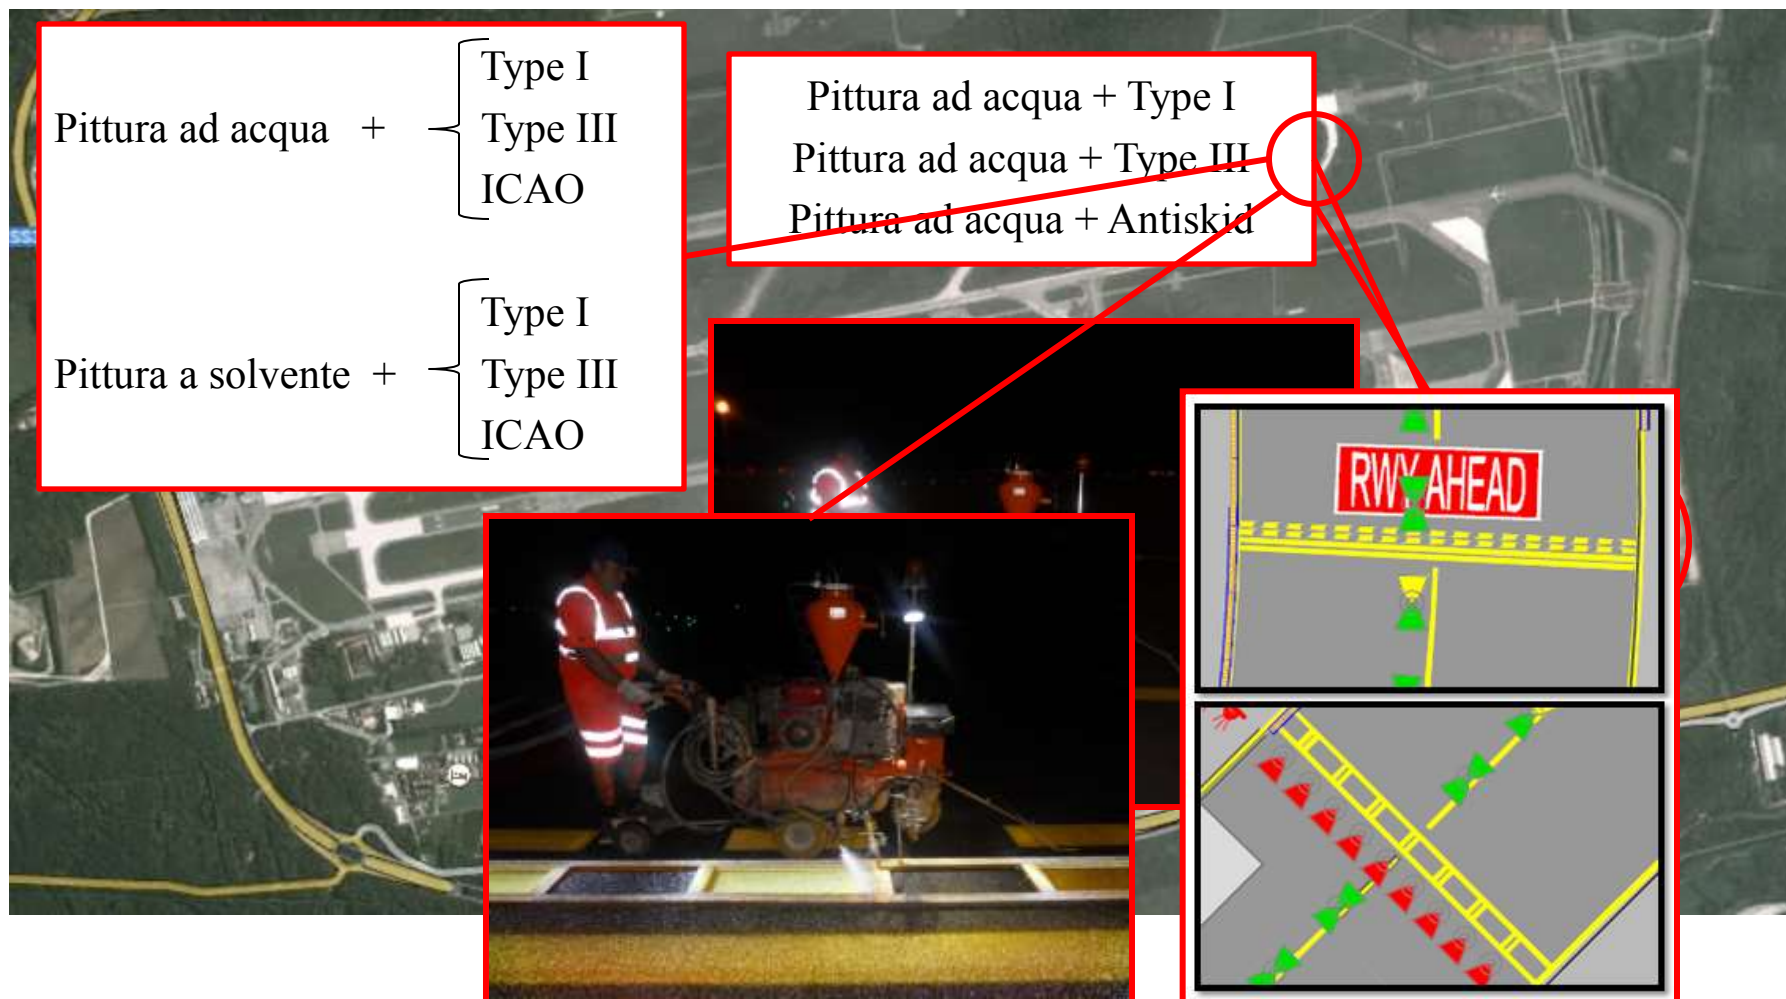 Type I
Pittura ad acqua + Type III
ICAO
Type I
Pittura a solvente + Type III
ICAO
Pittura ad acqua + Type I
Pittura ad acqua + Type III
Pittura ad acqua + Antiskid
RWY AHEAD